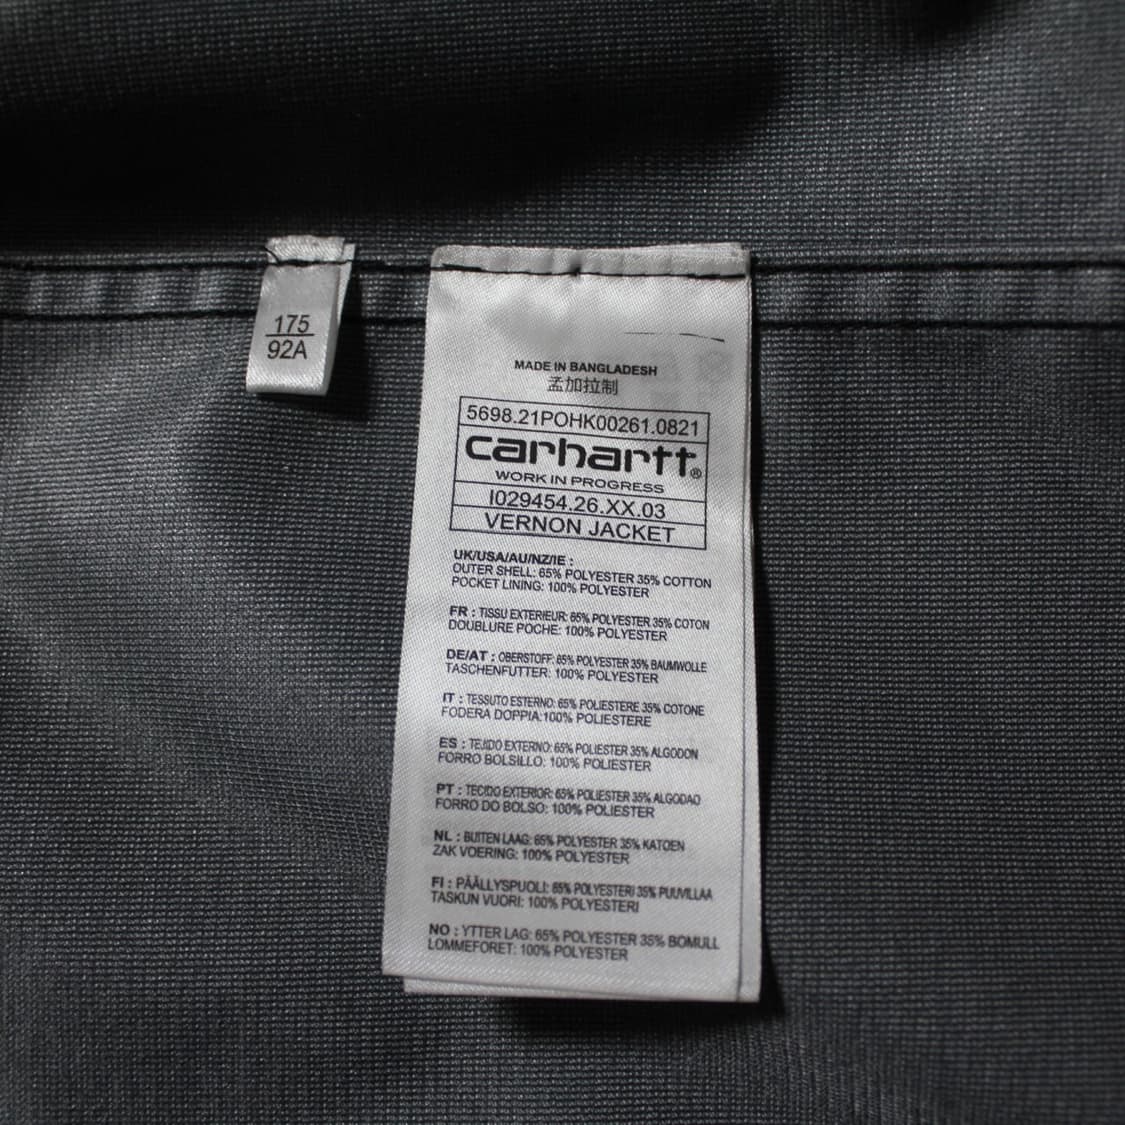 175
92A
MADE IN BANGLADESH
孟加拉制
5698.21POHK00261.0821
carhartt®
WORK IN PROGRESS
I029454.26.XX.03
VERNON JACKET
UK/USA/AU/NZ/IE :
OUTER SHELL: 65% POLYESTER 35% COTTON
POCKET LINING: 100% POLYESTER
FR : TISSU EXTERIEUR: 65% POLYESTER 35% COTON
DOUBLURE POCHE: 100% POLYESTER
DE/AT : OBERSTOFF: 65% POLYESTER 35% BAUMWOLLE
TASCHENFUTTER: 100% POLYESTER
IT : TESSUTO ESTERNO: 65% POLIESTERE 35% COTONE
FODERA DOPPIA:100% POLIESTERE
ES : TEJIDO EXTERNO: 65% POLIESTER 35% ALGODON
FORRO BOLSILLO: 100% POLIESTER
PT : TECIDO EXTERIOR: 65% POLIESTER 35% ALGODAO
FORRO DO BOLSO: 100% POLIESTER
NL : BUITEN LAAG: 65% POLYESTER 35% KATOEN
ZAK VOERING: 100% POLYESTER
FI : PÄÄLLYSPUOLI: 65% POLYESTERI 35% PUUVILLAA
TASKUN VUORI: 100% POLYESTERI
NO : YTTER LAG: 65% POLYESTER 35% BOMULL
LOMMEFORET: 100% POLYESTER